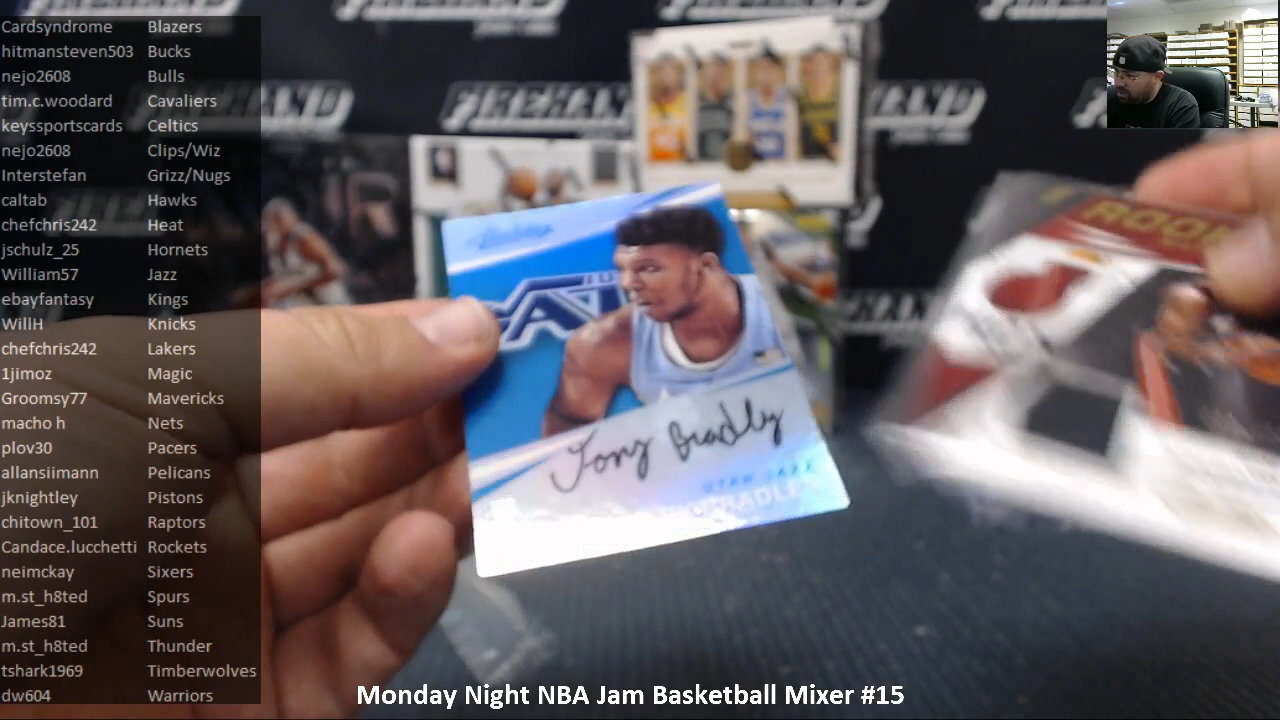 Cardsyndrome Blazers
hitmansteven503 Bucks
nejo2608 Bulls
tim.c.woodard Cavaliers
keyssportscards Celtics
nejo2608 Clips/Wiz
Interstefan Grizz/Nugs
caltab Hawks
chefchris242 Heat
jschulz_25 Hornets
William57 Jazz
ebayfantasy Kings
WillH Knicks
chefchris242 Lakers
1jimoz Magic
Groomsy77 Mavericks
macho h Nets
plov30 Pacers
allansiimann Pelicans
jknightley Pistons
chitown_101 Raptors
Candace.lucchetti Rockets
neimckay Sixers
m.st_h8ted Spurs
James81 Suns
m.st_h8ted Thunder
tshark1969 Timberwolves
dw604 Warriors
Tony Bradley
UTAH JAZZ
BRADLEY
Monday Night NBA Jam Basketball Mixer #15